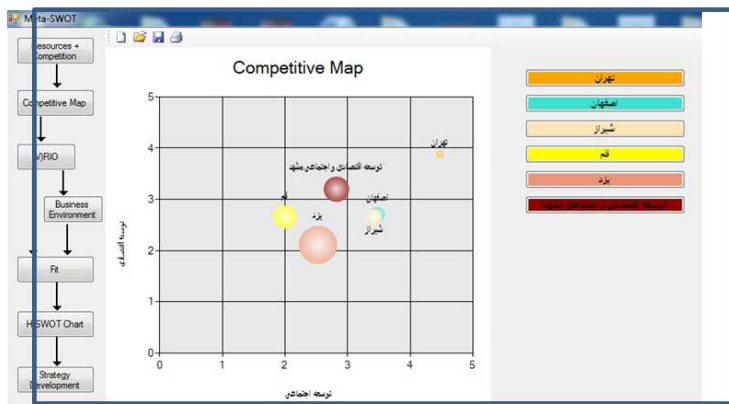 Meta-SWOT
Resources +
Competition
Competitive Map
V)RIO
Business
Environment
Fit
H SWOT Chart
Strategy
Development
Competitive Map
5
4
3
2
1
0
0 1 2 3 4 5
تهران
توسعه اقتصادی و اجتماعی مشهد
قم
اصفهان
یزد
شیراز
توسعه اقتصادی
توسعه اجتماعی
تهران
اصفهان
شیراز
قم
یزد
توسعه اقتصادی و اجتماعی مشهد